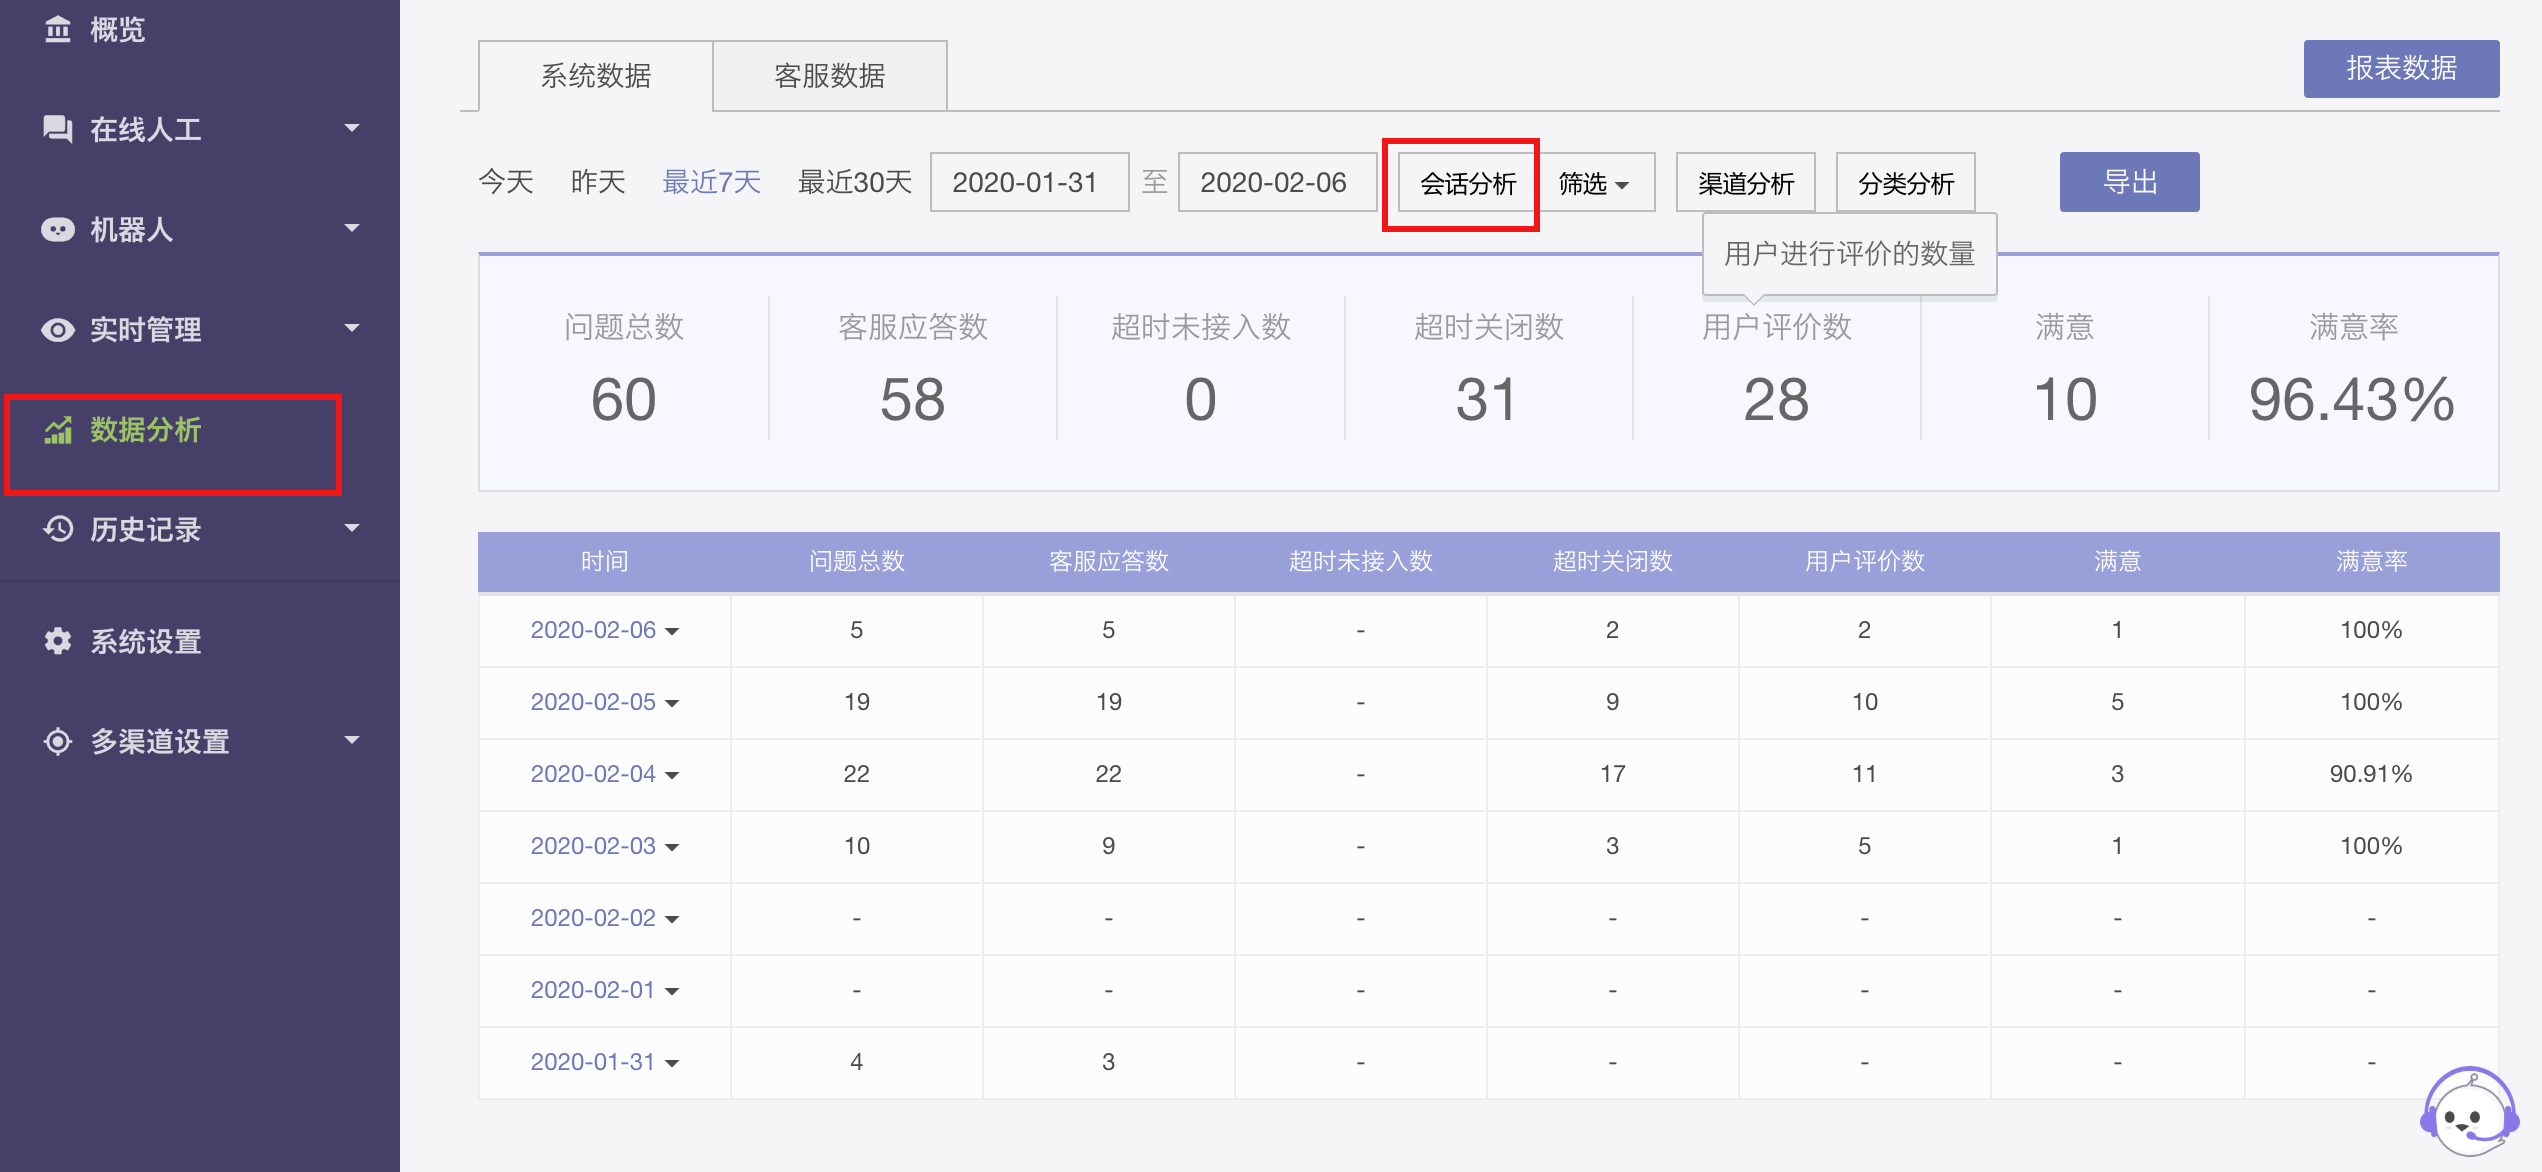 概览
在线人工
机器人
实时管理
数据分析
历史记录
系统设置
多渠道设置
系统数据 客服数据 报表数据
今天 昨天 最近7天 最近30天 2020-01-31 至 2020-02-06 会话分析 筛选 渠道分析 分类分析 导出
用户进行评价的数量
问题总数 客服应答数 超时未接入数 超时关闭数 用户评价数 满意 满意率
60 58 0 31 28 10 96.43%
时间 问题总数 客服应答数 超时未接入数 超时关闭数 用户评价数 满意 满意率
2020-02-06 5 5 - 2 2 1 100%
2020-02-05 19 19 - 9 10 5 100%
2020-02-04 22 22 - 17 11 3 90.91%
2020-02-03 10 9 - 3 5 1 100%
2020-02-02 - - - - - - -
2020-02-01 - - - - - - -
2020-01-31 4 3 - - - - -